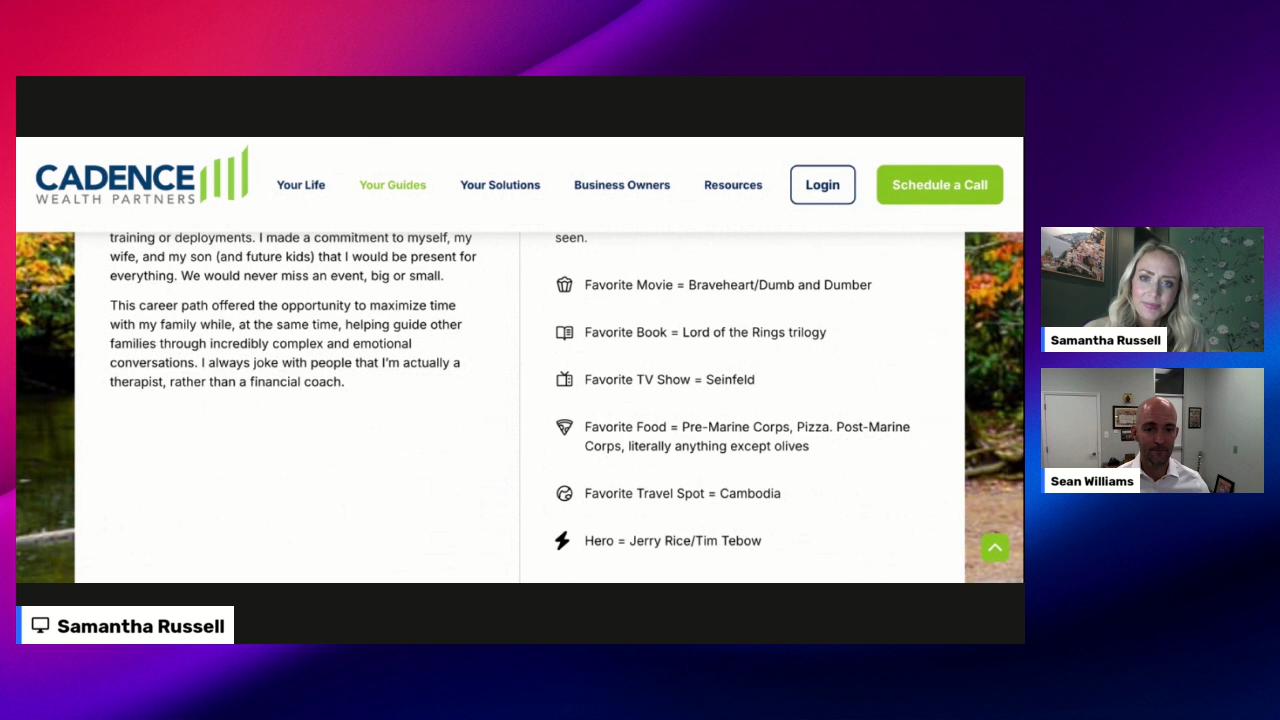 CADENCE
WEALTH PARTNERS
Your Life
Your Guides
Your Solutions
Business Owners
Resources
Login
Schedule a Call
training or deployments. I made a commitment to myself, my
wife, and my son (and future kids) that I would be present for
everything. We would never miss an event, big or small.
This career path offered the opportunity to maximize time
with my family while, at the same time, helping guide other
families through incredibly complex and emotional
conversations. I always joke with people that I'm actually a
therapist, rather than a financial coach.
seen.
Favorite Movie = Braveheart/Dumb and Dumber
Favorite Book = Lord of the Rings trilogy
Favorite TV Show = Seinfeld
Favorite Food = Pre-Marine Corps, Pizza. Post-Marine
Corps, literally anything except olives
Favorite Travel Spot = Cambodia
Hero = Jerry Rice/Tim Tebow
Samantha Russell
Sean Williams
Samantha Russell